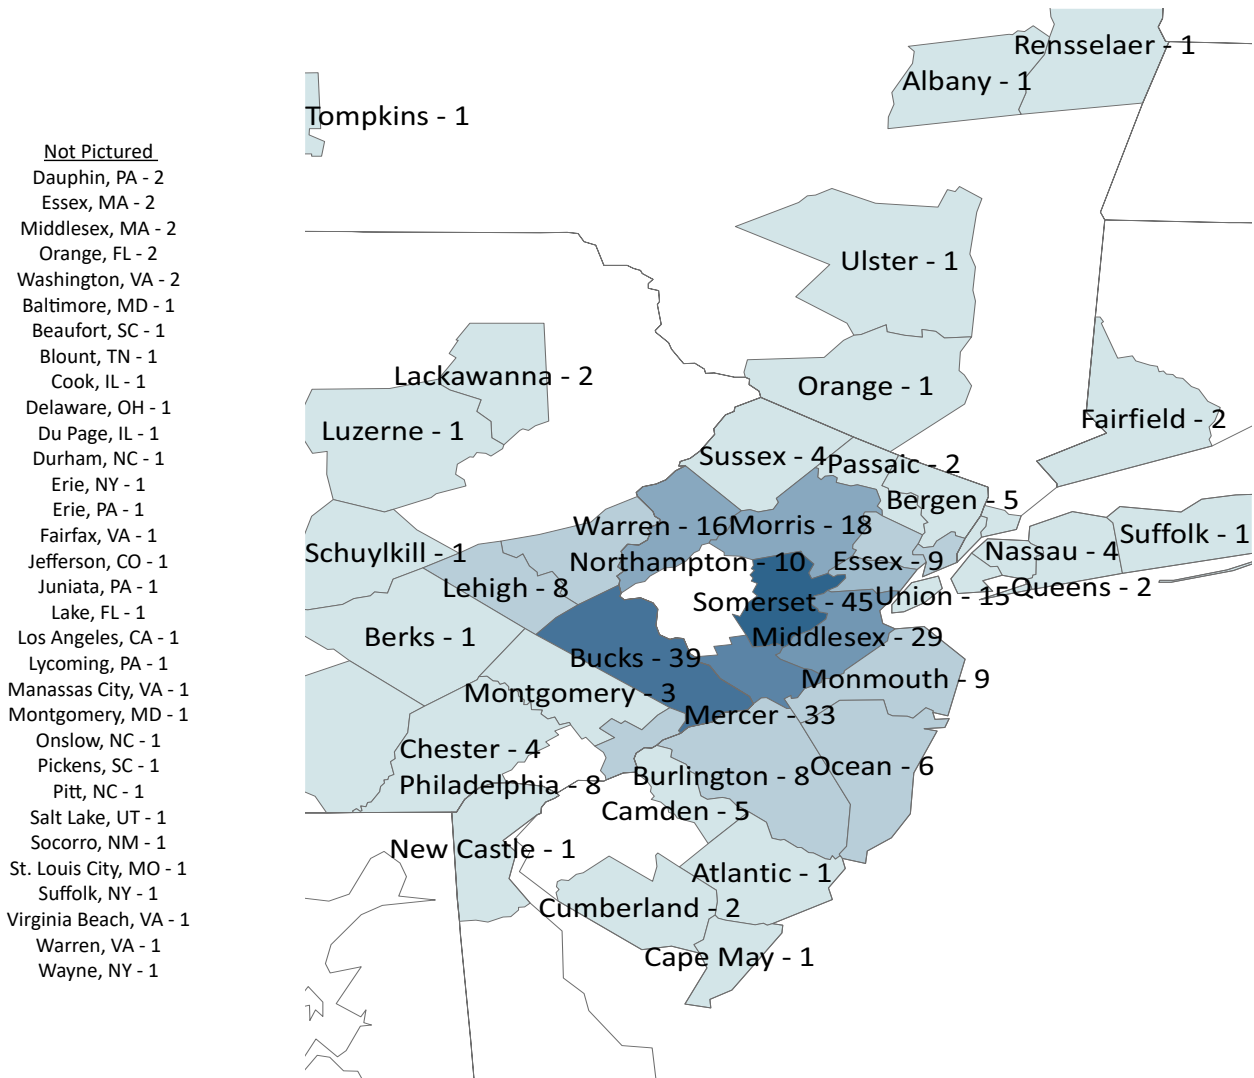 Not Pictured
Dauphin, PA - 2
Essex, MA - 2
Middlesex, MA - 2
Orange, FL - 2
Washington, VA - 2
Baltimore, MD - 1
Beaufort, SC - 1
Blount, TN - 1
Cook, IL - 1
Delaware, OH - 1
Du Page, IL - 1
Durham, NC - 1
Erie, NY - 1
Erie, PA - 1
Fairfax, VA - 1
Jefferson, CO - 1
Juniata, PA - 1
Lake, FL - 1
Los Angeles, CA - 1
Lycoming, PA - 1
Manassas City, VA - 1
Montgomery, MD - 1
Onslow, NC - 1
Pickens, SC - 1
Pitt, NC - 1
Salt Lake, UT - 1
Socorro, NM - 1
St. Louis City, MO - 1
Suffolk, NY - 1
Virginia Beach, VA - 1
Warren, VA - 1
Wayne, NY - 1
Rensselaer - 1
Albany - 1
Tompkins - 1
Ulster - 1
Lackawanna - 2
Orange - 1
Fairfield - 2
Luzerne - 1
Sussex - 4
Passaic - 2
Bergen - 5
Warren - 16
Morris - 18
Suffolk - 1
Schuylkill - 1
Northampton - 10
Essex - 9
Nassau - 4
Lehigh - 8
Somerset - 45
Union - 15
Queens - 2
Berks - 1
Middlesex - 29
Bucks - 39
Montgomery - 3
Monmouth - 9
Mercer - 33
Chester - 4
Philadelphia - 8
Burlington - 8
Ocean - 6
Camden - 5
New Castle - 1
Atlantic - 1
Cumberland - 2
Cape May - 1